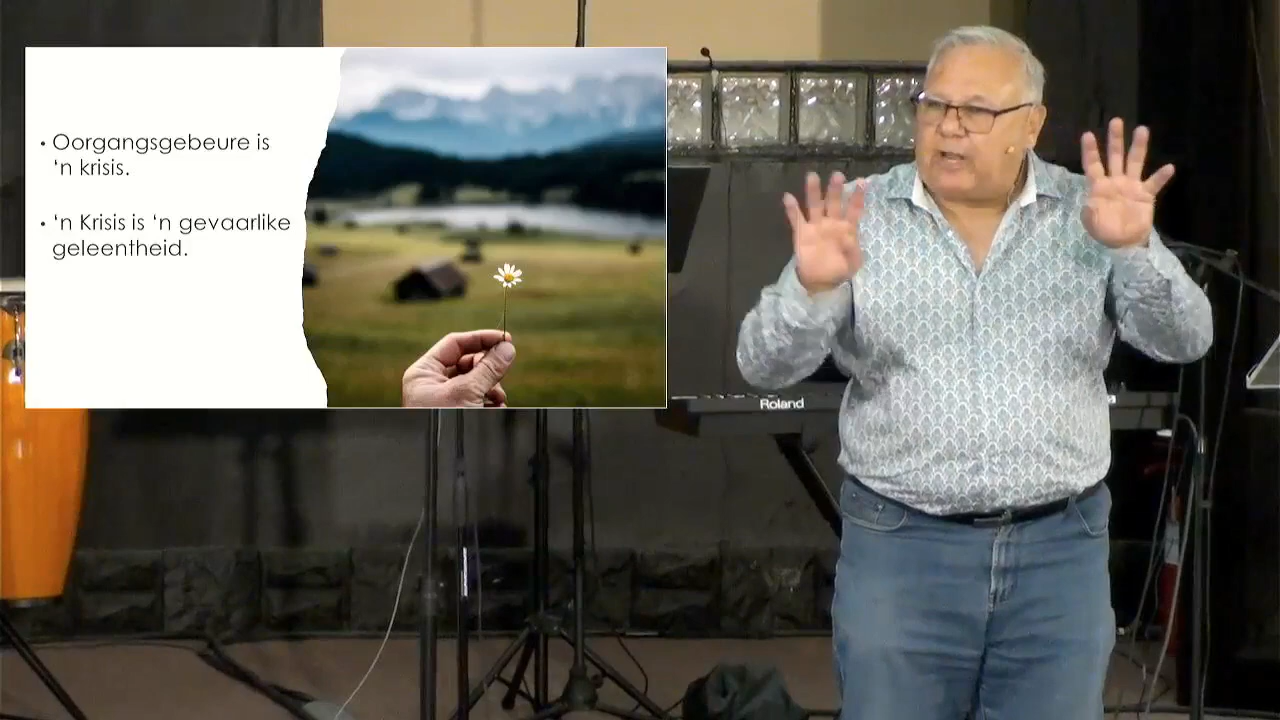 • Oorgangsgebeure is
‘n krisis.
• ‘n Krisis is ‘n gevaarlike
geleentheid.
Roland